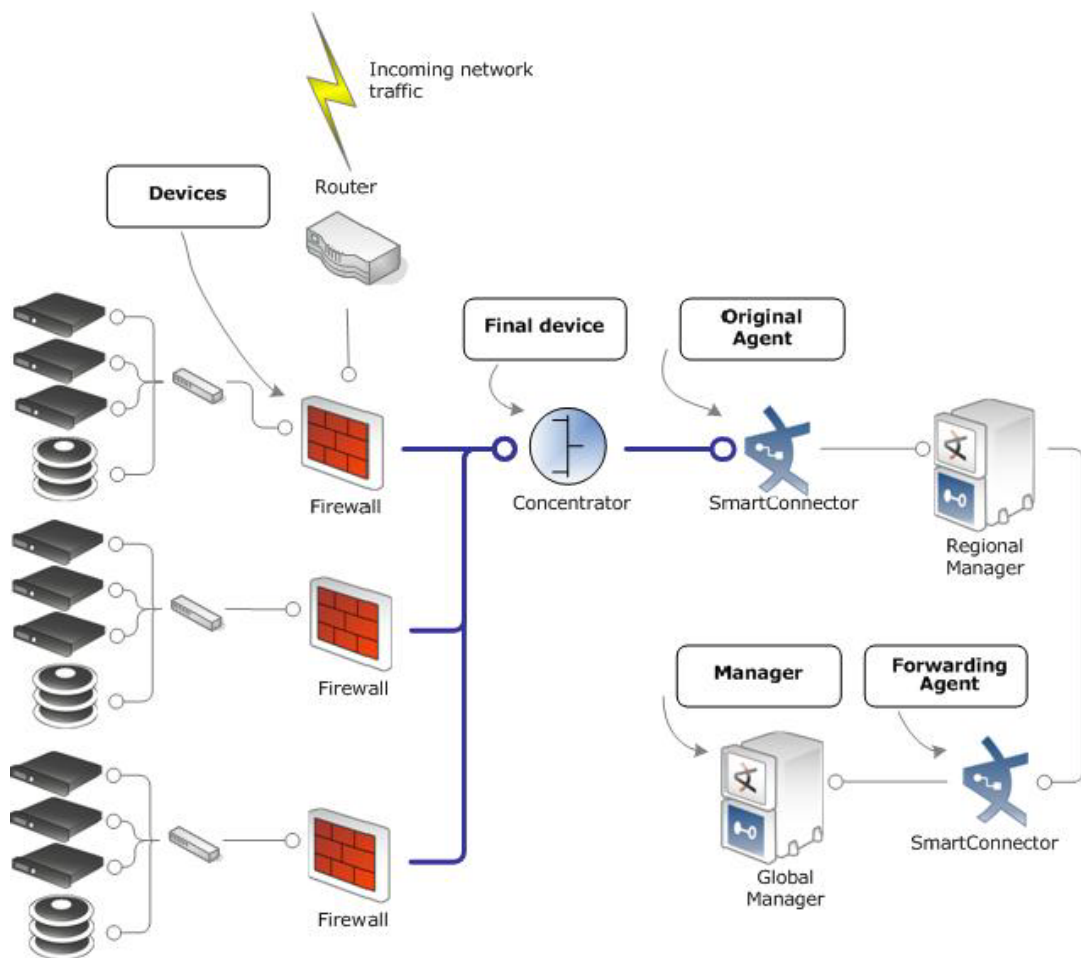 Incoming network
traffic
Devices
Router
Final device
Original
Agent
Firewall
Concentrator
SmartConnector
Regional
Manager
Firewall
Manager
Forwarding
Agent
SmartConnector
Global
Manager
Firewall